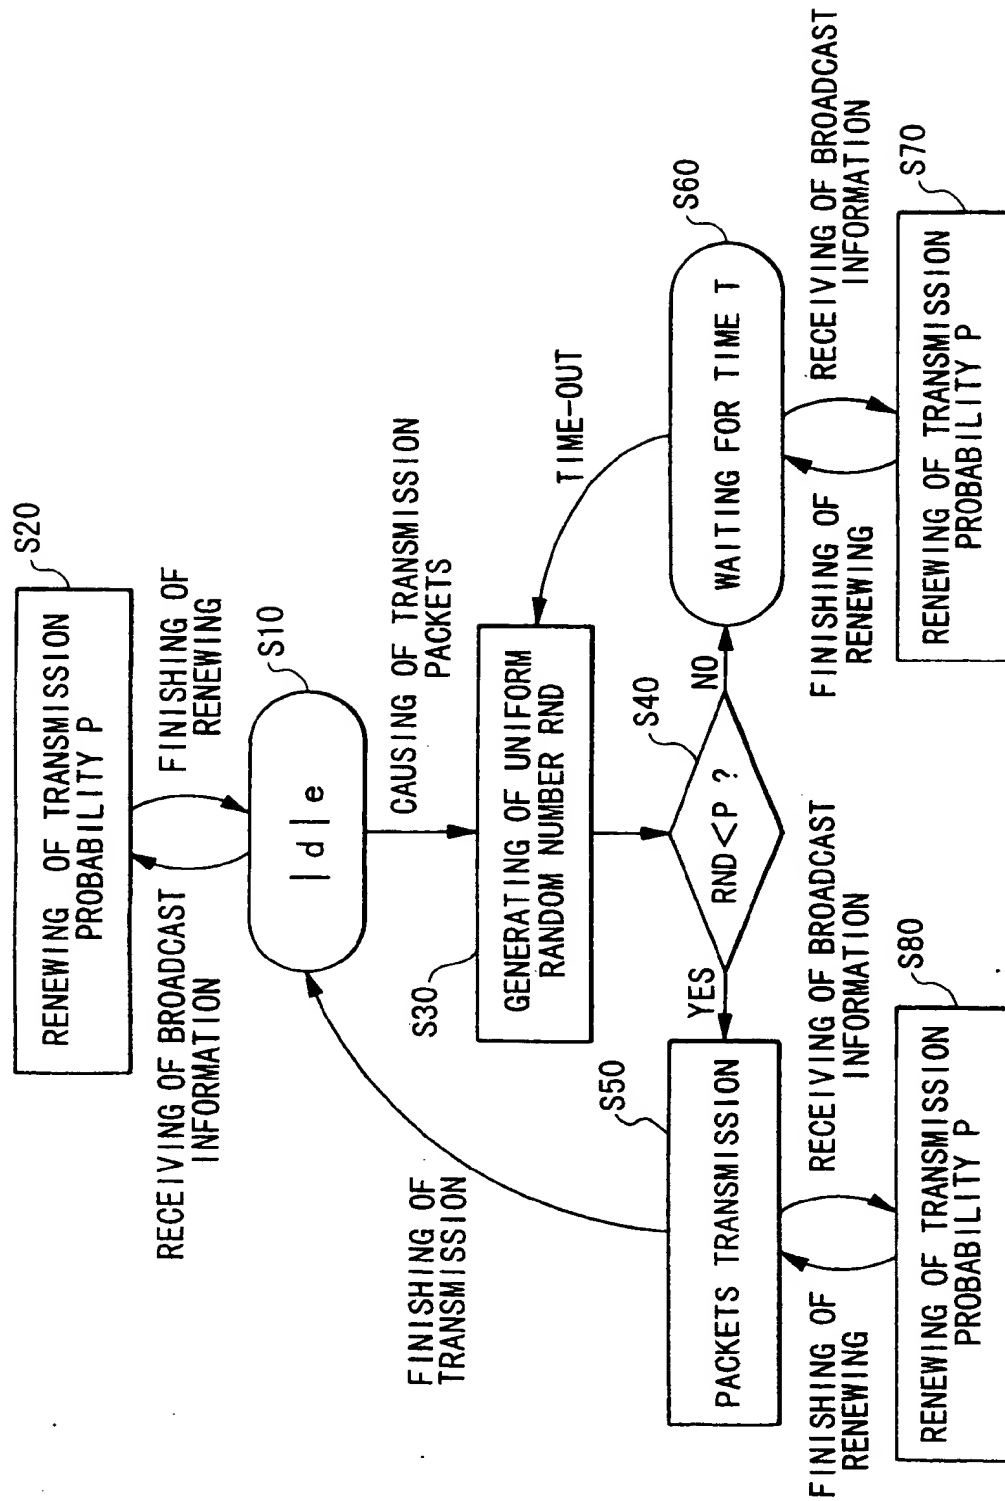 S20
RENEWING OF TRANSMISSION
PROBABILITY P
RECEIVING OF BROADCAST
INFORMATION
FINISHING OF
RENEWING
S10
Idle
CAUSING OF TRANSMISSION
PACKETS
FINISHING OF
TRANSMISSION
S30
GENERATING OF UNIFORM
RANDOM NUMBER RND
TIME-OUT
S40
RND<P ?
YES
NO
S50
PACKETS TRANSMISSION
S60
WAITING FOR TIME T
FINISHING OF
RENEWING
RECEIVING OF BROADCAST
INFORMATION
S80
RENEWING OF TRANSMISSION
PROBABILITY P
FINISHING OF
RENEWING
RECEIVING OF BROADCAST
INFORMATION
S70
RENEWING OF TRANSMISSION
PROBABILITY P